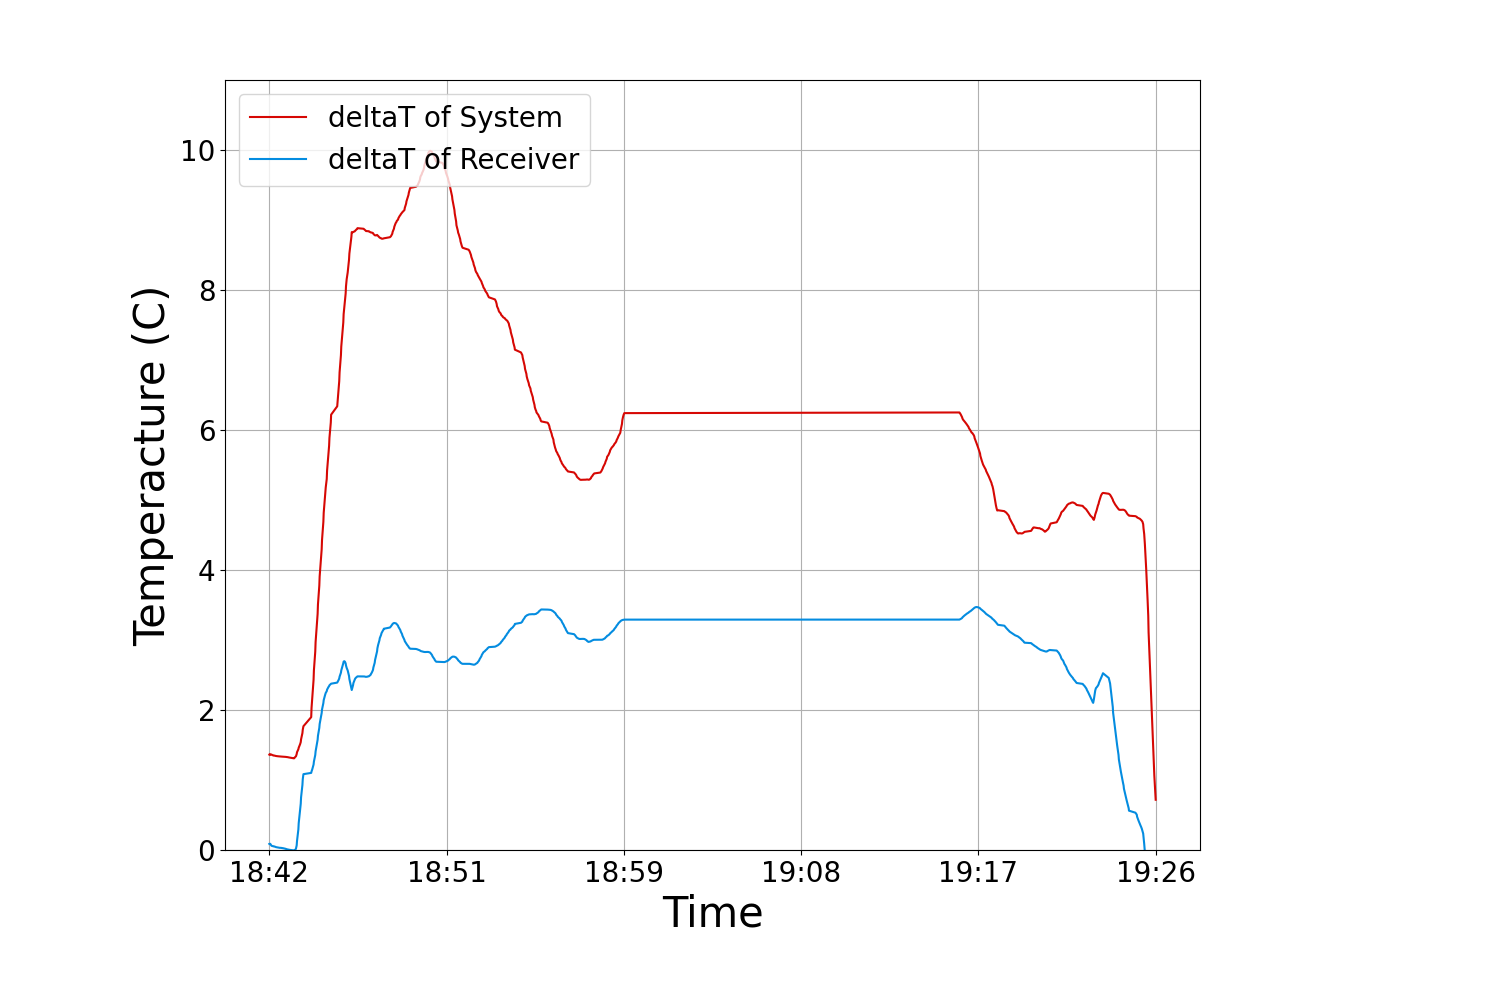 deltaT of System
deltaT of Receiver
Temperacture (C)
10
8
6
4
2
0
18:42 18:51 18:59 19:08 19:17 19:26
Time